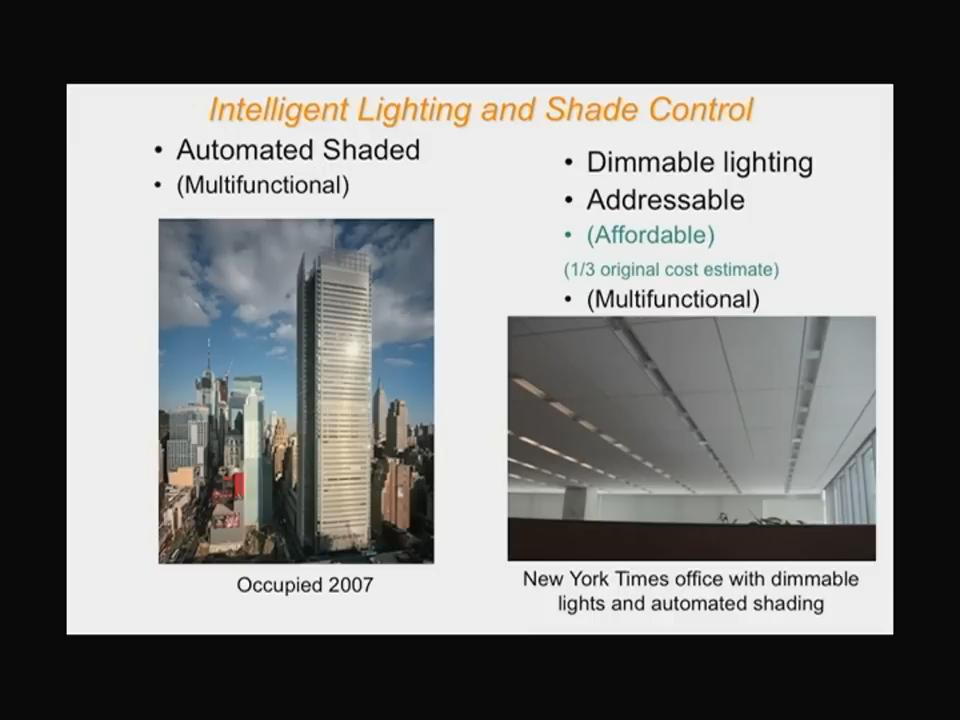 Intelligent Lighting and Shade Control
• Automated Shaded
• (Multifunctional)
Occupied 2007
• Dimmable lighting
• Addressable
• (Affordable)
(1/3 original cost estimate)
• (Multifunctional)
New York Times office with dimmable
lights and automated shading